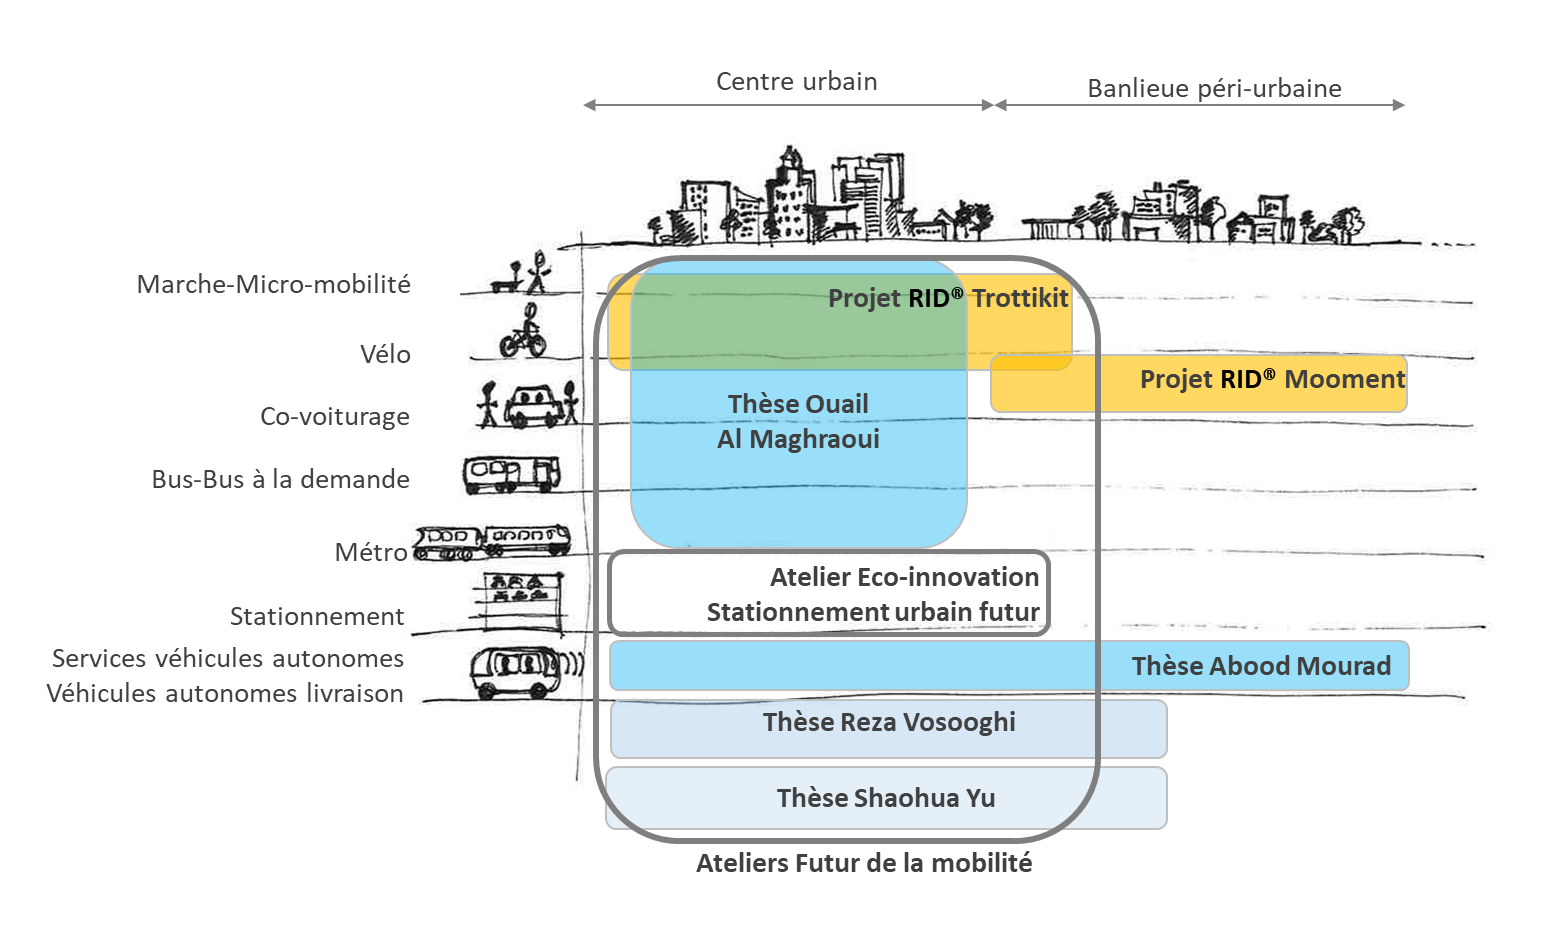 Centre urbain
Banlieue péri-urbaine
Marche-Micro-mobilité
Projet RID® Trottikit
Vélo
Projet RID® Mooment
Thèse Ouail
Al Maghraoui
Co-voiturage
Bus-Bus à la demande
Métro
Atelier Eco-innovation
Stationnement urbain futur
Stationnement
Services véhicules autonomes
Véhicules autonomes livraison
Thèse Abood Mourad
Thèse Reza Vosooghi
Thèse Shaohua Yu
Ateliers Futur de la mobilité